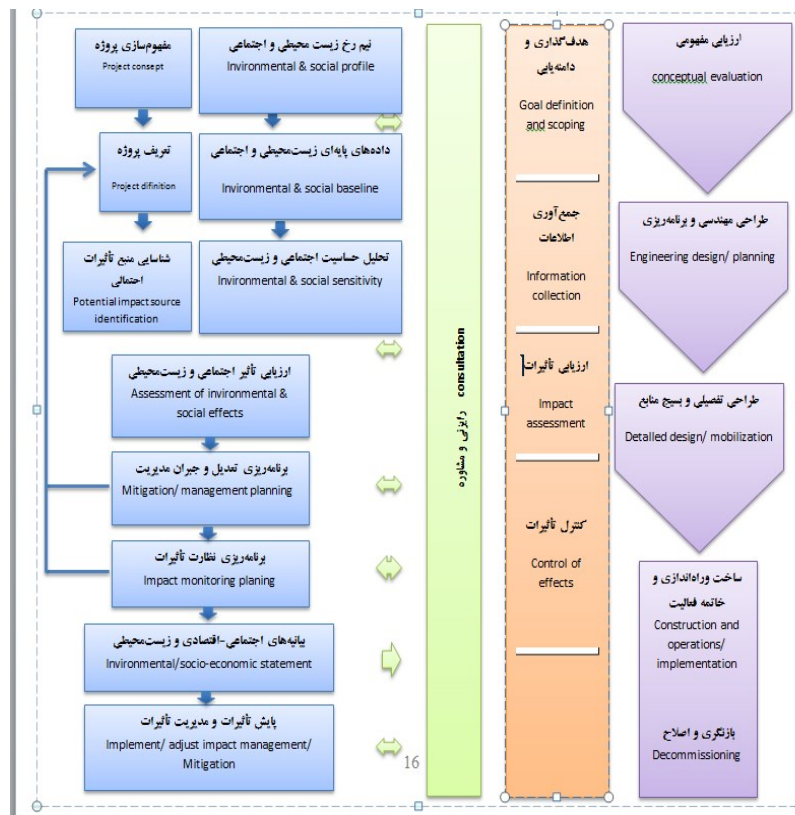 مفهوم‌سازی پروژه
Project consept
نیم رخ زیست محیطی و اجتماعی
Invironmental & social profile
تعریف پروژه
Project difinition
داده‌های پایه‌ای زیست‌محیطی و اجتماعی
Invironmental & social baseline
شناسایی منبع تأثیرات
احتمالی
Potential impact source
identification
تحلیل حساسیت اجتماعی و زیست‌محیطی
Invironmental & social sensitivity
ارزیابی تأثیر اجتماعی و زیست‌محیطی
Assessment of invironmental &
social effects
برنامه‌ریزی تعدیل و جبران مدیریت
Mitigation/ management planning
برنامه‌ریزی نظارت تأثیرات
Impact monitoring planing
بیانیه‌های اجتماعی-اقتصادی و زیست‌محیطی
Invironmental/socio-economic statement
پایش تأثیرات و مدیریت تأثیرات
Implement/ adjust impact management/
Mitigation
16
رایزنی و مشاوره consultation
هدف‌گذاری و
دامنه‌یابی
Goal definition
and scoping
جمع‌آوری
اطلاعات
Information
collection
ارزیابی تأثیرات
Impact
assessment
کنترل تأثیرات
Control of
effects
ارزیابی مفهومی
conceptual evaluation
طراحی مهندسی و برنامه‌ریزی
Engineering design/ planning
طراحی تفصیلی و بسیج منابع
Detailed design/ mobilization
ساخت وراه‌اندازی و
خاتمه فعالیت
Construction and
operations/
implementation
بازنگری و اصلاح
Decommissioning